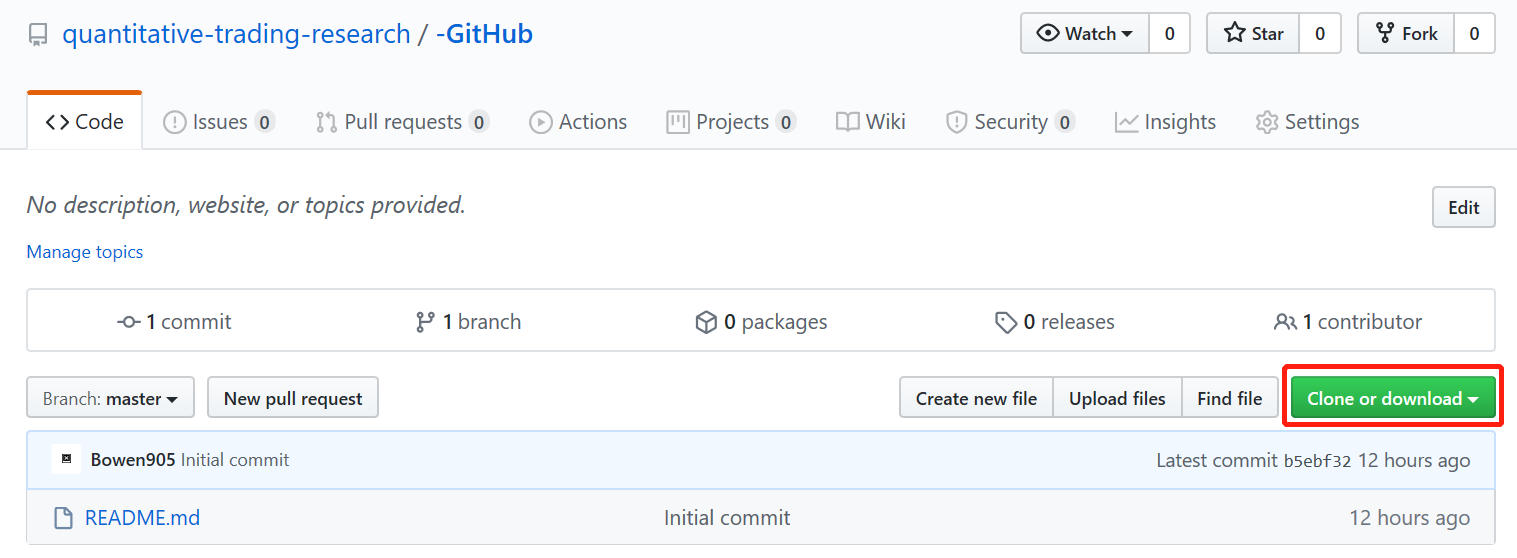 quantitative-trading-research / -GitHub Watch 0 Star 0 Fork 0
Code Issues 0 Pull requests 0 Actions Projects 0 Wiki Security 0 Insights Settings
No description, website, or topics provided. Edit
Manage topics
1 commit 1 branch 0 packages 0 releases 1 contributor
Branch: master New pull request Create new file Upload files Find file Clone or download
Bowen905 Initial commit Latest commit b5ebf32 12 hours ago
README.md Initial commit 12 hours ago